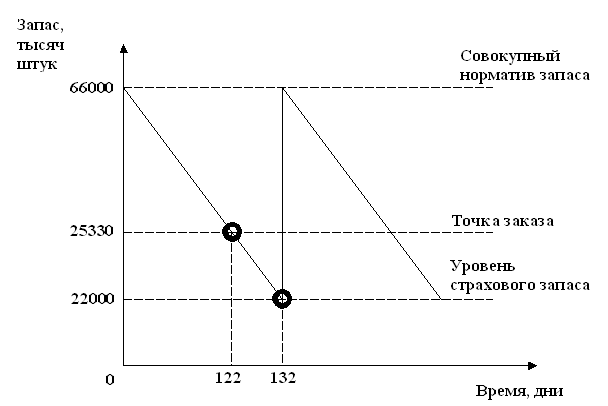 Запас,
тысяч
штук
Совокупный
норматив запаса
66000
Точка заказа
25330
Уровень
страхового запаса
22000
0
122
132
Время, дни